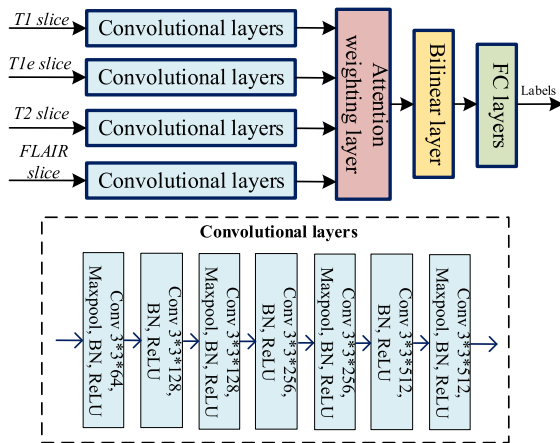 T1 slice
Convolutional layers
T1e slice
Convolutional layers
T2 slice
Convolutional layers
FLAIR
slice
Convolutional layers
Attention
weighting layer
Bilinear layer
FC layers
Labels
Convolutional layers
Conv 3*3*64,
Maxpool, BN, ReLU
Conv 3*3*128,
BN, ReLU
Conv 3*3*128,
Maxpool, BN, ReLU
Conv 3*3*256,
BN, ReLU
Conv 3*3*256,
Maxpool, BN, ReLU
Conv 3*3*512,
BN, ReLU
Conv 3*3*512,
Maxpool, BN, ReLU